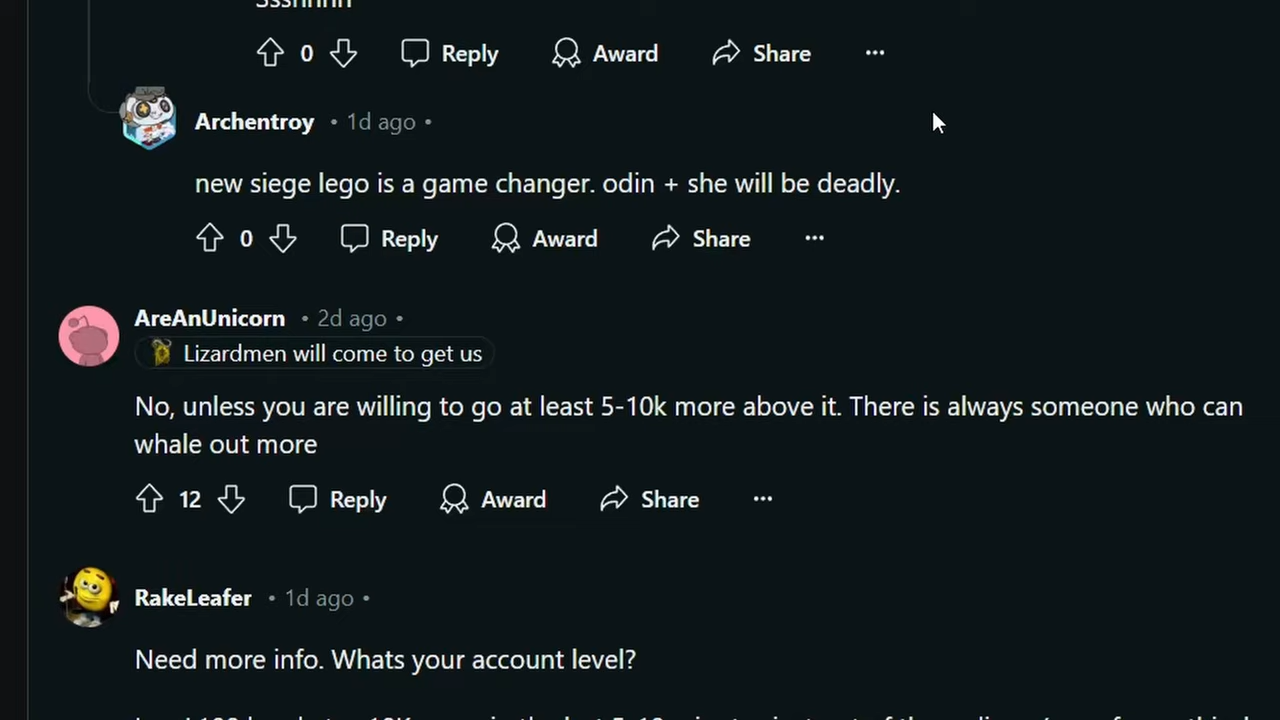 0 Reply Award Share ...
Archentroy • 1d ago •
new siege lego is a game changer. odin + she will be deadly.
0 Reply Award Share ...
AreAnUnicorn • 2d ago •
Lizardmen will come to get us
No, unless you are willing to go at least 5-10k more above it. There is always someone who can
whale out more
12 Reply Award Share ...
RakeLeafer • 1d ago •
Need more info. Whats your account level?